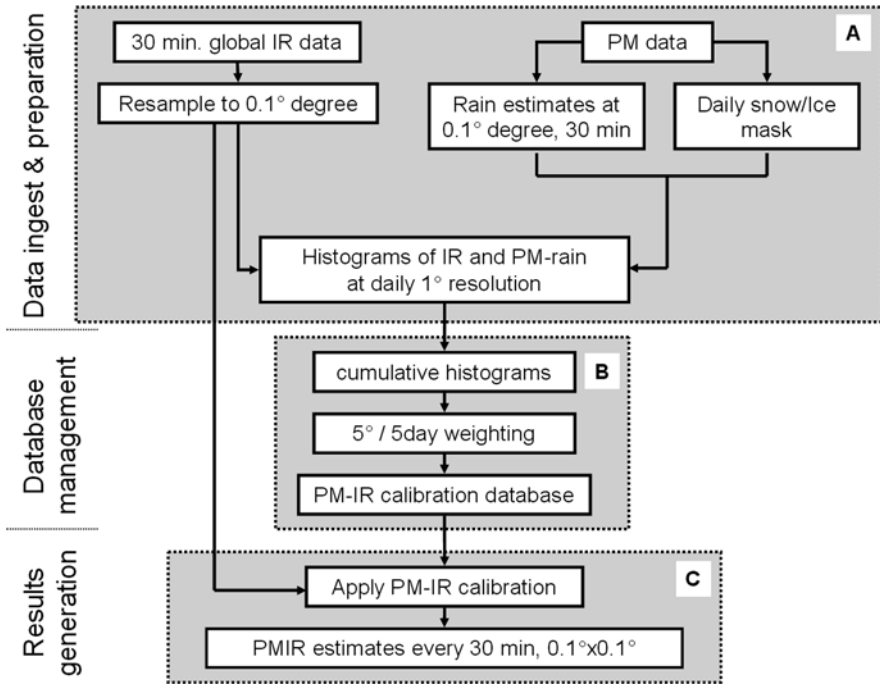 Data ingest & preparation
A
30 min. global IR data
PM data
Resample to 0.1° degree
Rain estimates at
0.1° degree, 30 min
Daily snow/Ice
mask
Histograms of IR and PM-rain
at daily 1° resolution
Database
management
B
cumulative histograms
5° / 5day weighting
PM-IR calibration database
Results
generation
C
Apply PM-IR calibration
PMIR estimates every 30 min, 0.1°x0.1°